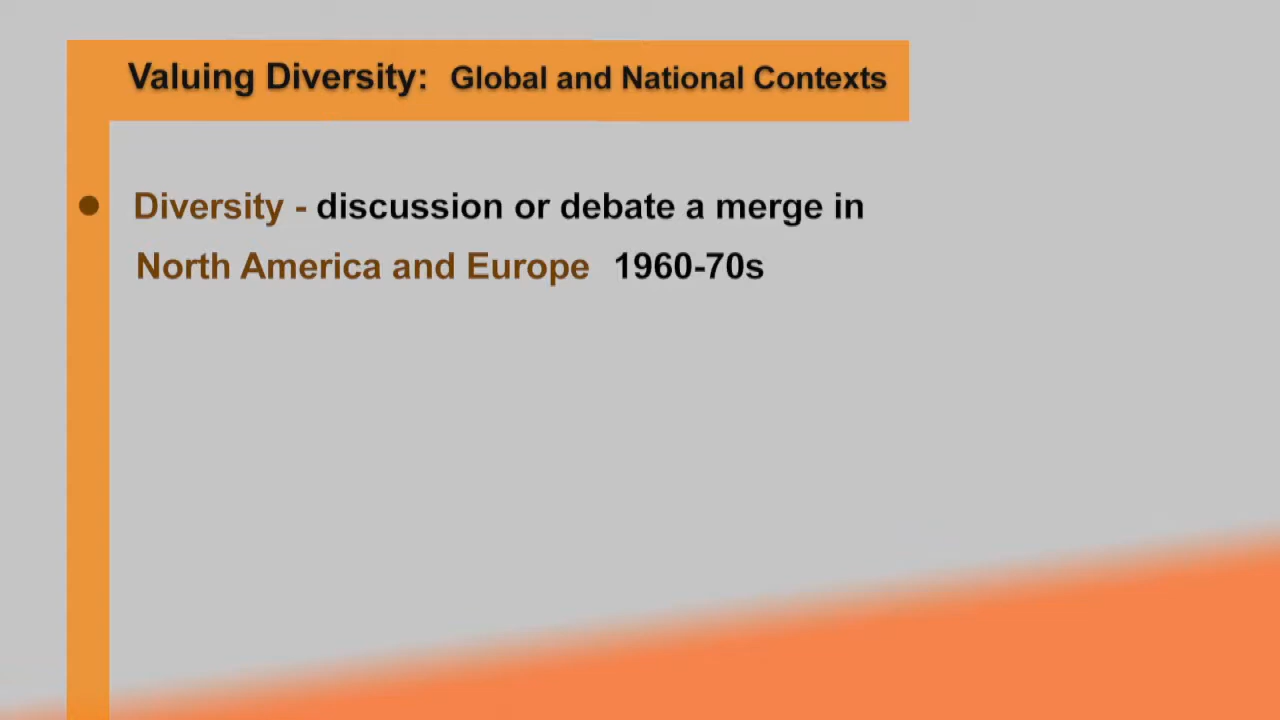 Valuing Diversity: Global and National Contexts
Diversity - discussion or debate a merge in
North America and Europe 1960-70s